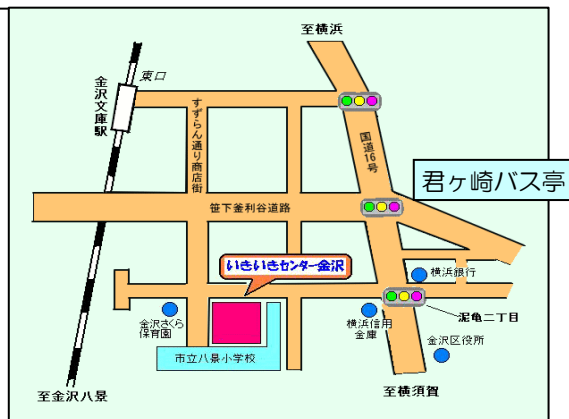 至横浜
東口
金沢文庫駅
すずらん通り商店街
国道16号
君ヶ崎バス亭
笹下釜利谷道路
いきいきセンター金沢
横浜銀行
金沢さくら
保育園
横浜信用
金庫
泥亀二丁目
金沢区役所
市立八景小学校
至金沢八景
至横須賀